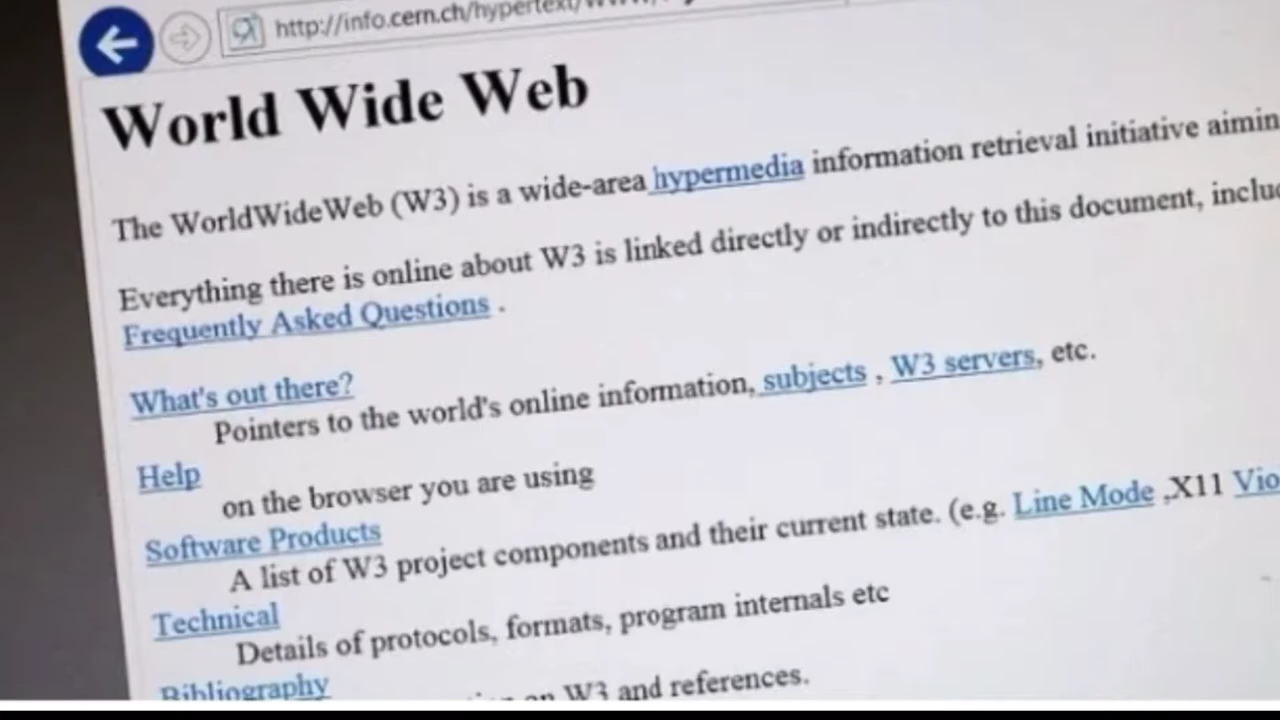 http://info.cern.ch/hypertext/WWW/
World Wide Web
The WorldWideWeb (W3) is a wide-area hypermedia information retrieval initiative
Everything there is online about W3 is linked directly or indirectly to this document,
Frequently Asked Questions .
What's out there?
Pointers to the world's online information, subjects , W3 servers, etc.
Help
on the browser you are using
Software Products
A list of W3 project components and their current state. (e.g. Line Mode ,X11
Technical
Details of protocols, formats, program internals etc
Bibliography
on W3 and references.